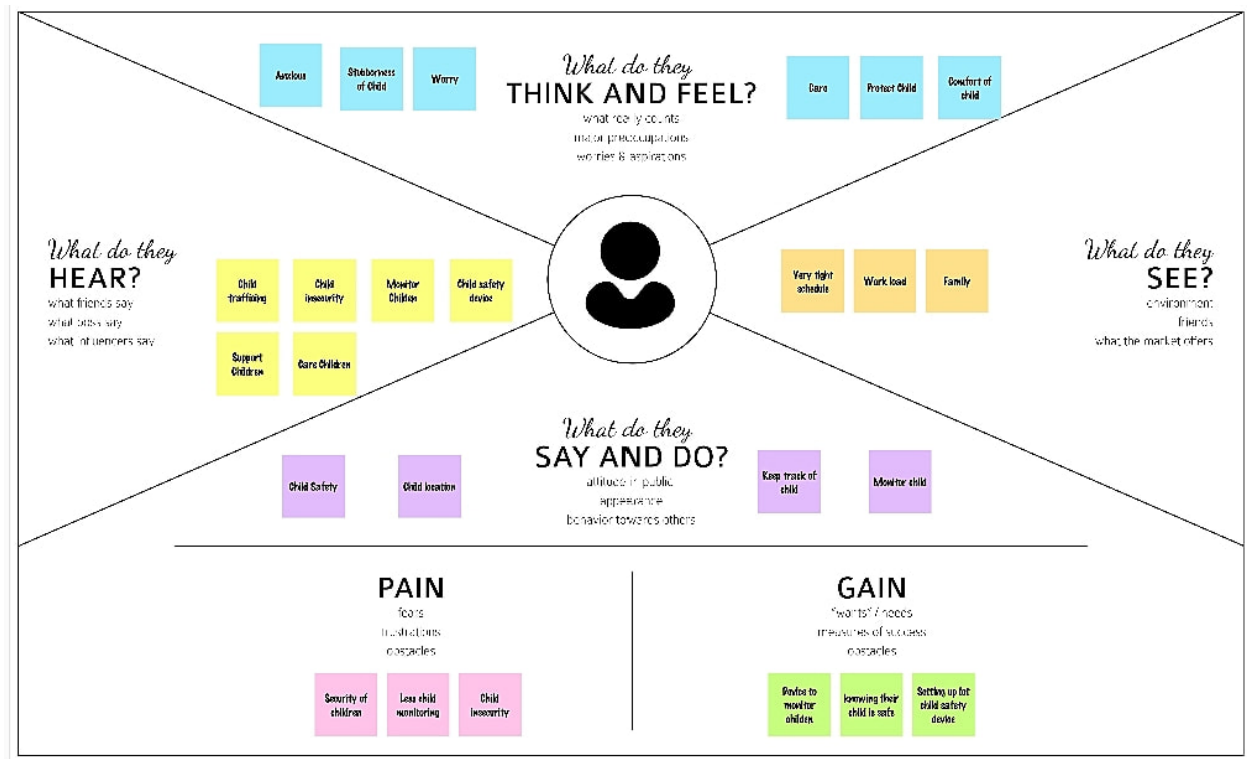 What do they
THINK AND FEEL?
what really counts
major preoccupations
worries & aspirations
Anxious
Stubborness
of Child
Worry
Care
Protect Child
Comfort of
child
What do they
HEAR?
what friends say
what boss say
what influencers say
Child
trafficing
Child
insecurity
Monitor
Children
Child safety
device
Support
Children
Care Children
What do they
SEE?
environment
friends
what the market offers
Very tight
schedule
Work load
Family
What do they
SAY AND DO?
attitude in public
appearance
behavior towards others
Child Safety
Child location
Keep track of
child
Monitor child
PAIN
fears
frustrations
obstacles
Security of
children
Less child
monitoring
Child
insecurity
GAIN
"wants" / needs
measures of success
obstacles
Device to
monitor
children
knowing their
child is safe
Setting up Iot
child safety
device